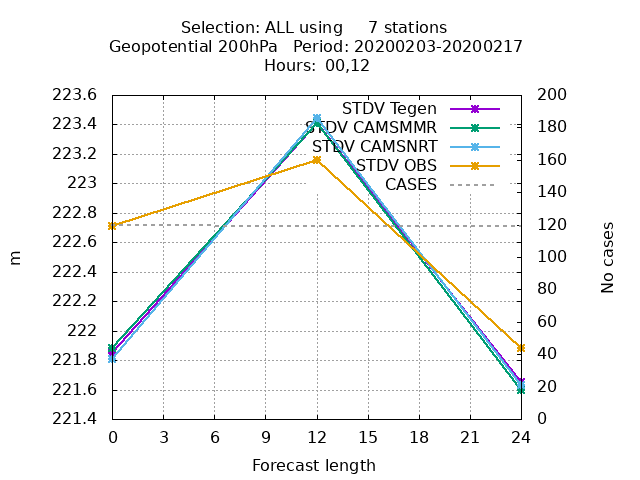 Selection: ALL using     7 stations
Geopotential 200hPa   Period: 20200203-20200217
Hours: 00,12
223.6
223.4
223.2
223
222.8
222.6
222.4
222.2
222
221.8
221.6
221.4
m
STDV Tegen
STDV CAMSMMR
STDV CAMSNRT
STDV OBS
CASES
200
180
160
140
120
100
80
60
40
20
0
No cases
0 3 6 9 12 15 18 21 24
Forecast length